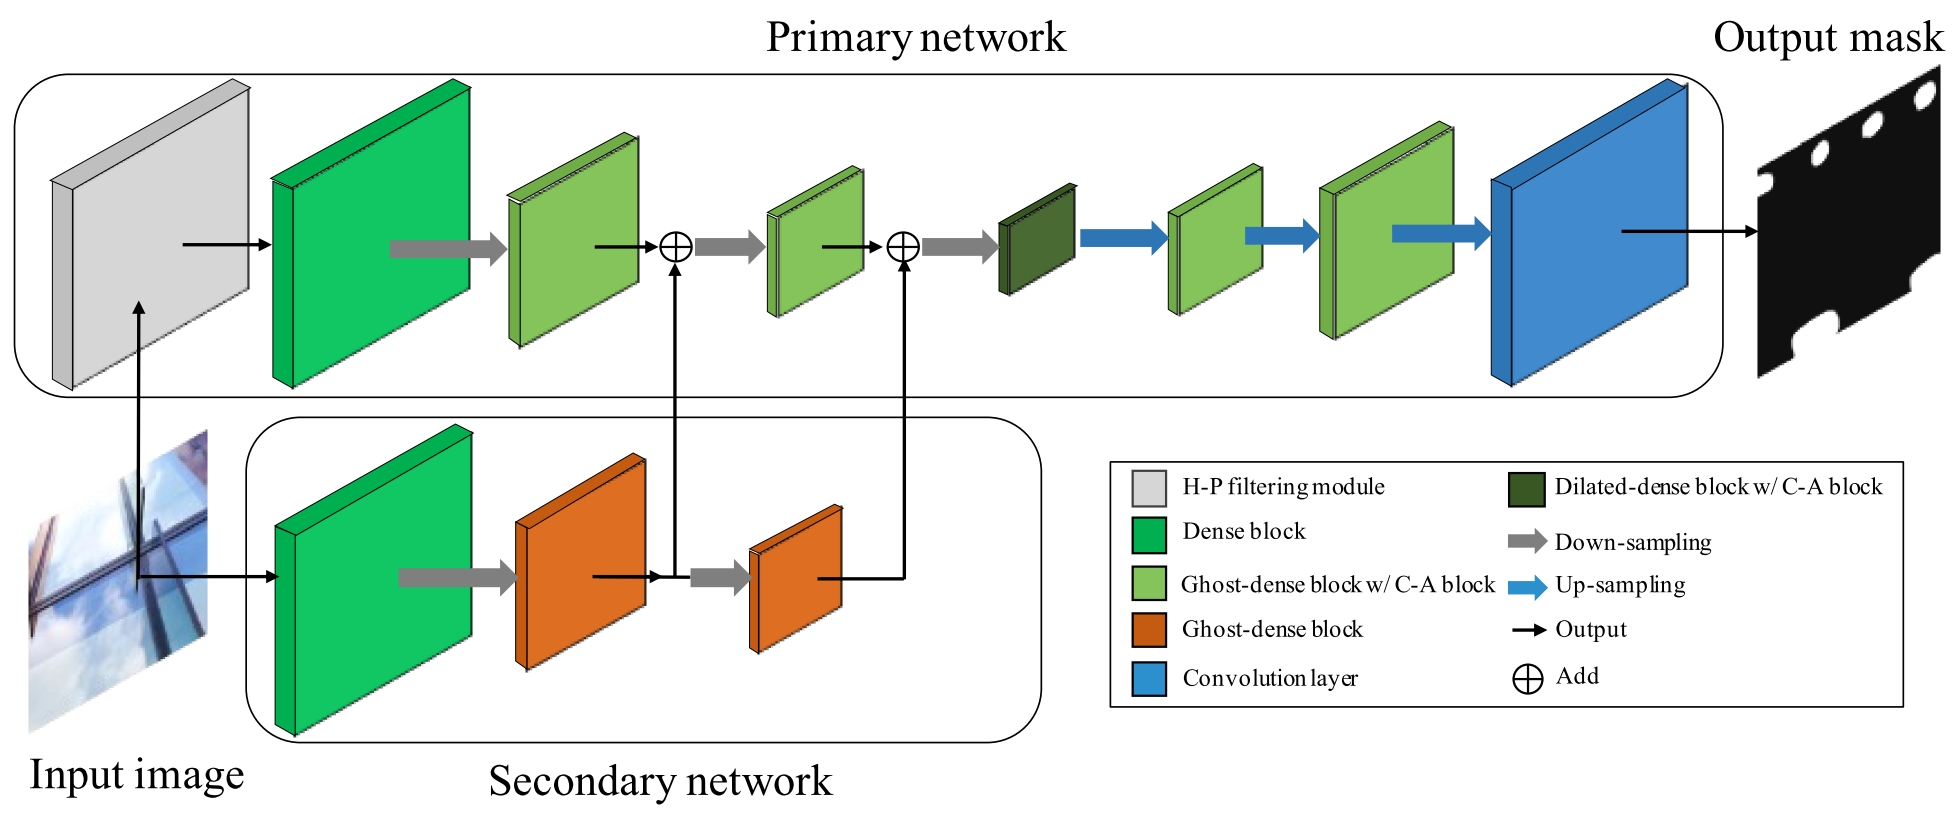 Primary network
Output mask
H-P filtering module
Dense block
Ghost-dense block w/ C-A block
Ghost-dense block
Convolution layer
Dilated-dense block w/ C-A block
Down-sampling
Up-sampling
Output
Add
Input image
Secondary network